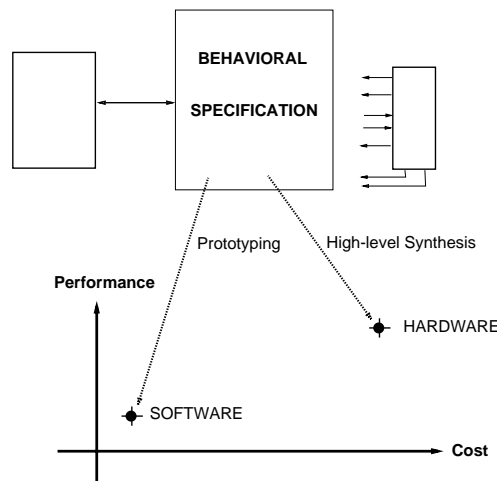 BEHAVIORAL
SPECIFICATION
Prototyping
High-level Synthesis
Performance
HARDWARE
SOFTWARE
Cost